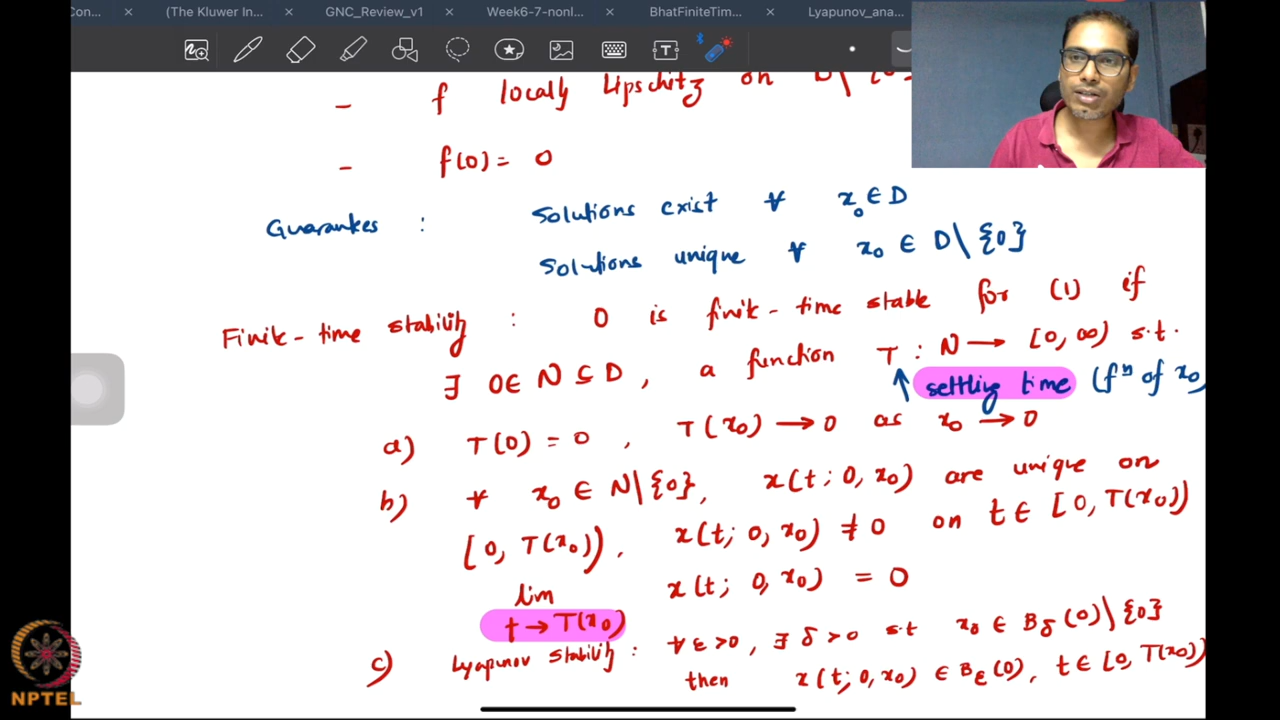 Con...
(The Kluwer In...
GNC_Review_v1
Week6-7-nonl...
BhatFiniteTim...
Lyapunov_ana...
- f locally Lipschitz on D\{0}
- f(0) = 0
Guarantees : Solutions exist ∀ x₀ ∈ D
Solutions unique ∀ x₀ ∈ D\{0}
Finite-time stability : 0 is finite-time stable for (1) if
∃ 0 ∈ N ⊆ D, a function T : N → [0, ∞) s.t.
↑ settling time (fⁿ of x₀)
a) T(0) = 0, T(x₀) → 0 as x₀ → 0
b) ∀ x₀ ∈ N\{0}, x(t; 0, x₀) are unique on
[0, T(x₀)), x(t; 0, x₀) ≠ 0 on t ∈ [0, T(x₀))
lim x(t; 0, x₀) = 0
t → T(x₀)
c) Lyapunov stability : ∀ ε > 0, ∃ δ > 0 s.t x₀ ∈ B_δ(0)\{0}
then x(t; 0, x₀) ∈ B_ε(0), t ∈ [0, T(x₀))
NPTEL